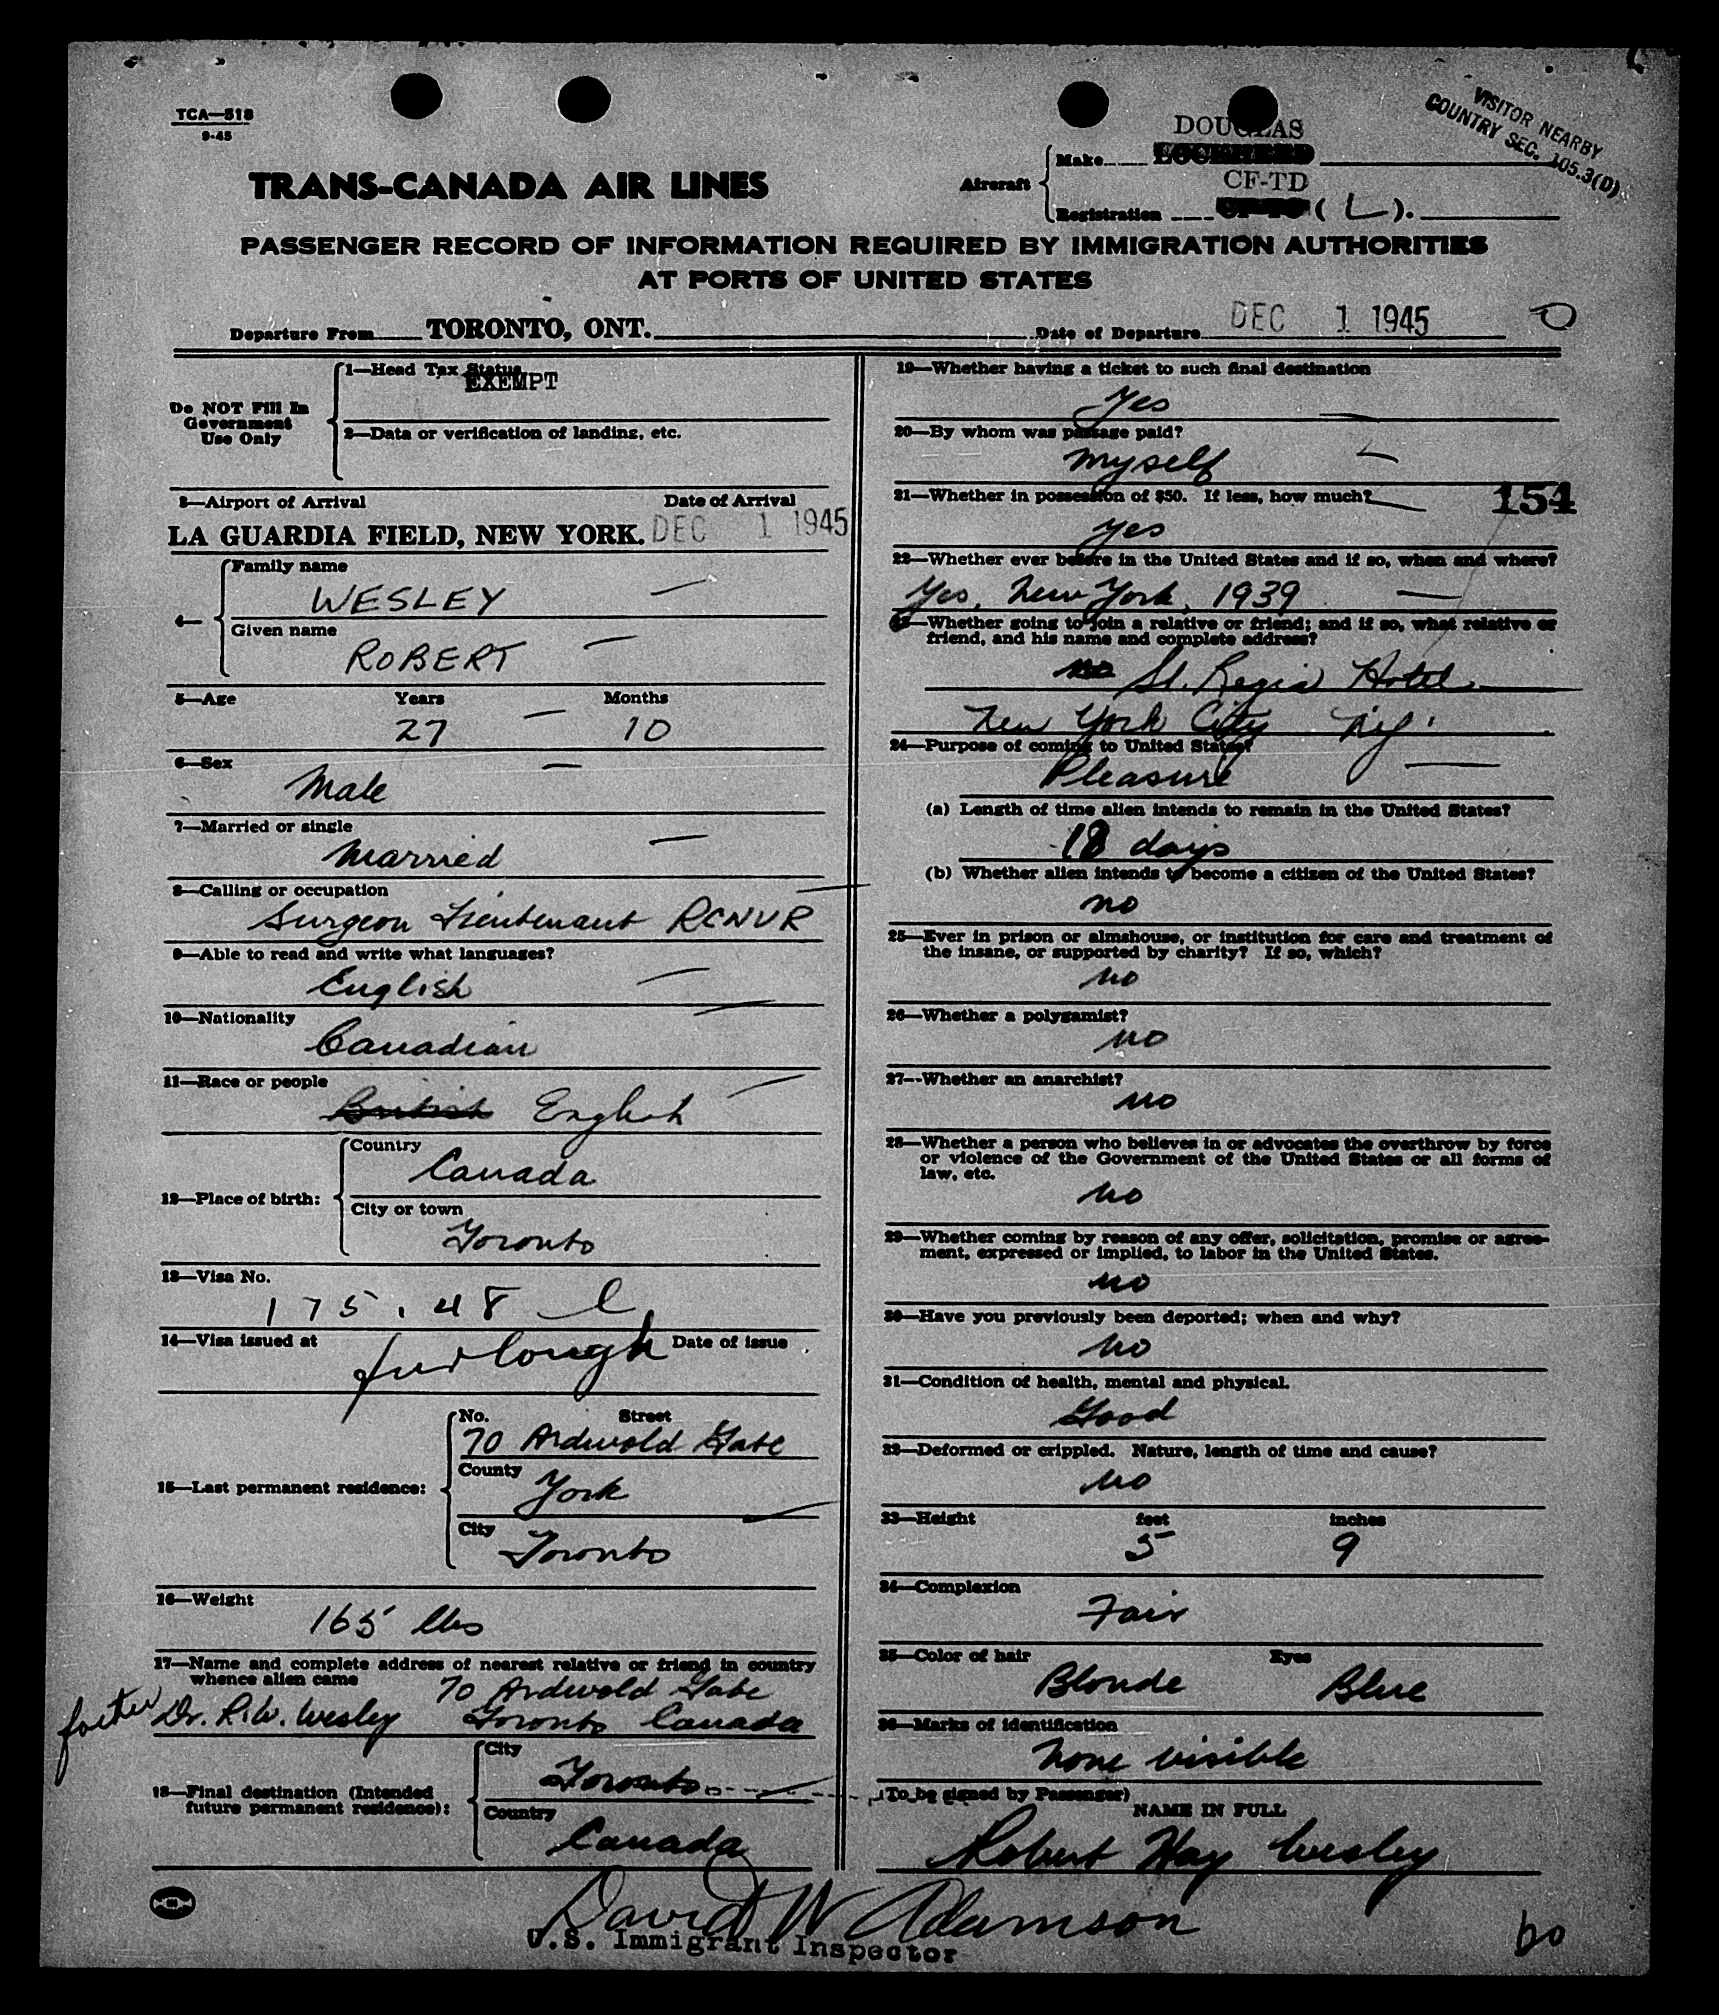 TCA—518
9-45
VISITOR NEARBY
COUNTRY SEC. 105.3(D)
TRANS-CANADA AIR LINES
Aircraft
DOUGLAS
Make
CF-TD
Registration (L).
PASSENGER RECORD OF INFORMATION REQUIRED BY IMMIGRATION AUTHORITIES
AT PORTS OF UNITED STATES
Departure From TORONTO, ONT. Date of Departure DEC 1 1945
Do NOT Fill In
Government
Use Only
1—Head Tax Status
EXEMPT
2—Data or verification of landing, etc.
3—Airport of Arrival Date of Arrival
LA GUARDIA FIELD, NEW YORK. DEC 1 1945
4— Family name
WESLEY
Given name
ROBERT
5—Age Years Months
27 10
6—Sex
Male
7—Married or single
Married
8—Calling or occupation
Surgeon Lieutenant RCNVR
9—Able to read and write what languages?
English
10—Nationality
Canadian
11—Race or people
British English
12—Place of birth:
Country
Canada
City or town
Toronto
13—Visa No.
175.48
14—Visa issued at Date of issue
furlough
15—Last permanent residence:
No. Street
70 Ardwold Gate
County
York
City
Toronto
16—Weight
165 lbs
17—Name and complete address of nearest relative or friend in country
whence alien came 70 Ardwold Gate
father Dr. R.W. Wesley Toronto Canada
18—Final destination (Intended
future permanent residence):
City
Toronto
Country
Canada
19—Whether having a ticket to such final destination
Yes
20—By whom was passage paid?
myself
21—Whether in possession of $50. If less, how much?
154
yes
22—Whether ever before in the United States and if so, when and where?
Yes, New York, 1939
23—Whether going to join a relative or friend; and if so, what relative or
friend, and his name and complete address?
no St. Regis Hotel
New York City N.Y.
24—Purpose of coming to United States?
Pleasure
(a) Length of time alien intends to remain in the United States?
18 days
(b) Whether alien intends to become a citizen of the United States?
no
25—Ever in prison or almshouse, or institution for care and treatment of
the insane, or supported by charity? If so, which?
no
26—Whether a polygamist?
no
27—Whether an anarchist?
no
28—Whether a person who believes in or advocates the overthrow by force
or violence of the Government of the United States or all forms of
law, etc.
no
29—Whether coming by reason of any offer, solicitation, promise or agree-
ment, expressed or implied, to labor in the United States.
no
30—Have you previously been deported; when and why?
no
31—Condition of health, mental and physical.
Good
32—Deformed or crippled. Nature, length of time and cause?
no
33—Height feet inches
5 9
34—Complexion
Fair
35—Color of hair Eyes
Blonde Blue
36—Marks of identification
None visible
(To be signed by Passenger)
NAME IN FULL
Robert Hay Wesley
David W Adamson
U.S. Immigrant Inspector